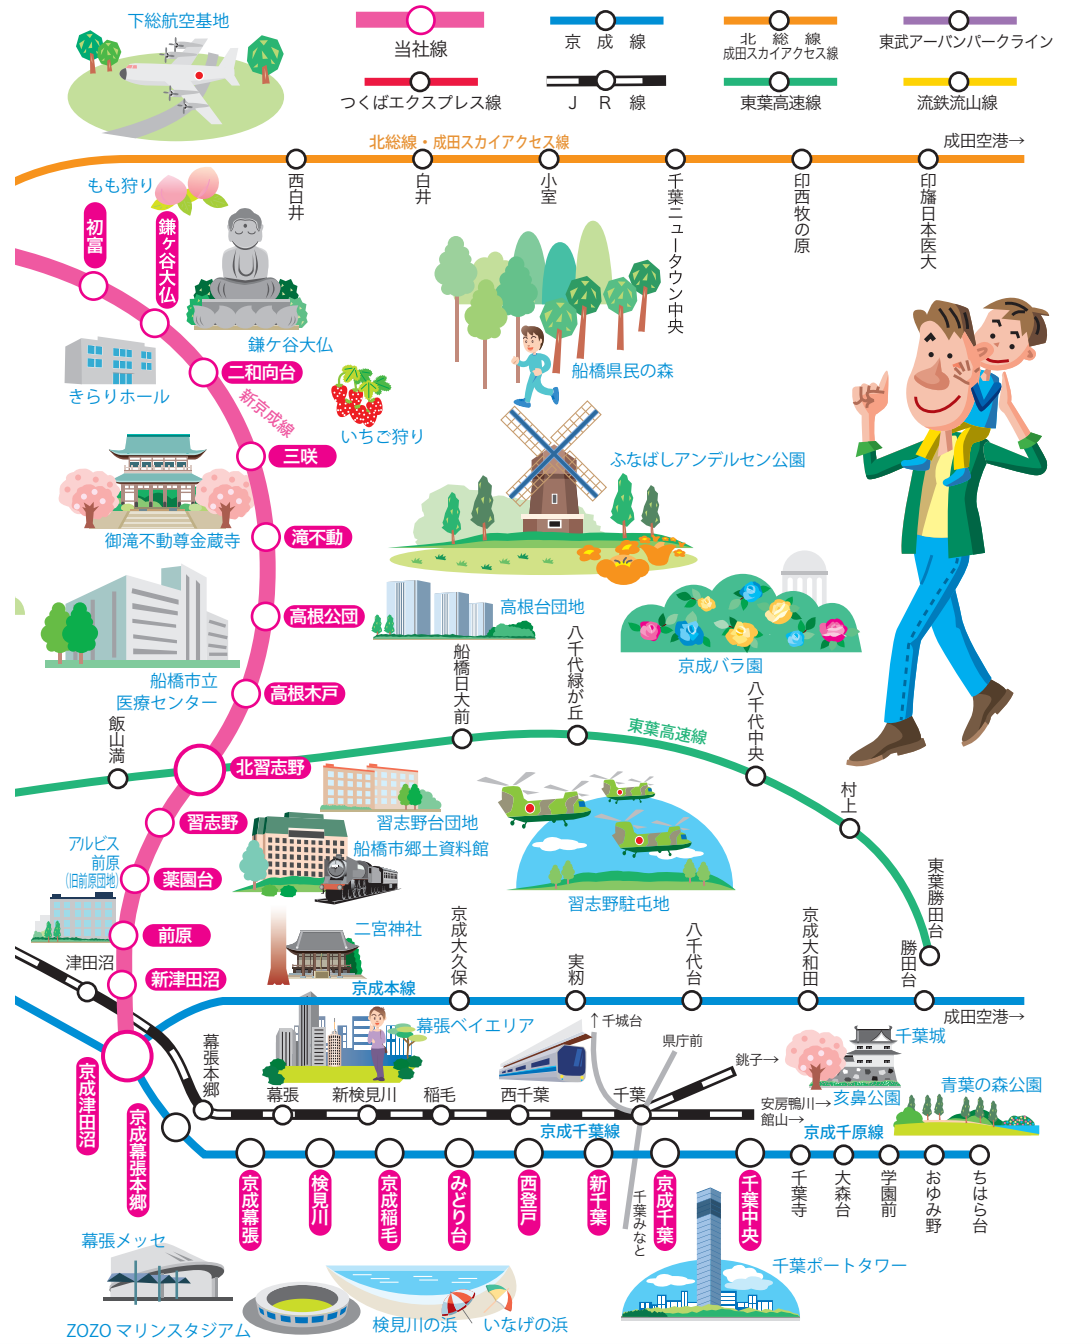 下総航空基地
当社線
京成線
北総線
成田スカイアクセス線
東武アーバンパークライン
つくばエクスプレス線
JR線
東葉高速線
流鉄流山線
北総線・成田スカイアクセス線
成田空港→
西白井
白井
小室
千葉ニュータウン中央
印西牧の原
印旛日本医大
もも狩り
初富
鎌ケ谷大仏
鎌ケ谷大仏
船橋県民の森
二和向台
きらりホール
新京成線
いちご狩り
三咲
ふなばしアンデルセン公園
御滝不動尊金蔵寺
滝不動
高根公団
高根台団地
京成バラ園
船橋市立
医療センター
高根木戸
飯山満
船橋日大前
八千代緑が丘
東葉高速線
八千代中央
村上
東葉勝田台
北習志野
習志野
習志野台団地
船橋市郷土資料館
習志野駐屯地
アルビス
前原
(旧前原団地)
薬園台
前原
津田沼
新津田沼
二宮神社
京成本線
京成大久保
実籾
八千代台
京成大和田
勝田台
成田空港→
幕張ベイエリア
↑千城台
県庁前
千葉城
銚子→
京成津田沼
幕張本郷
幕張
新検見川
稲毛
西千葉
千葉
安房鴨川→
館山→
亥鼻公園
青葉の森公園
京成千葉線
京成千原線
京成幕張本郷
京成幕張
検見川
京成稲毛
みどり台
西登戸
新千葉
千葉みなと
京成千葉
千葉中央
千葉寺
大森台
学園前
おゆみ野
ちはら台
幕張メッセ
千葉ポートタワー
ZOZOマリンスタジアム
検見川の浜
いなげの浜